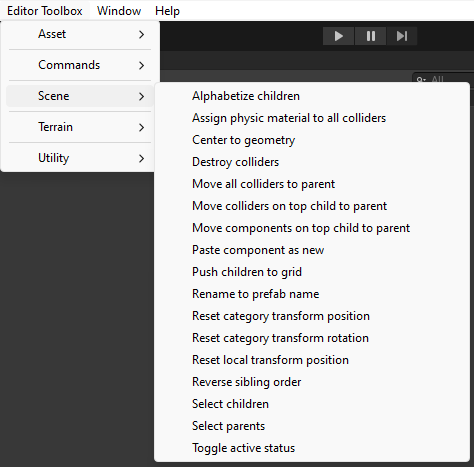 Editor Toolbox Window Help
Asset
Commands
Scene
Terrain
Utility
All
Alphabetize children
Assign physic material to all colliders
Center to geometry
Destroy colliders
Move all colliders to parent
Move colliders on top child to parent
Move components on top child to parent
Paste component as new
Push children to grid
Rename to prefab name
Reset category transform position
Reset category transform rotation
Reset local transform position
Reverse sibling order
Select children
Select parents
Toggle active status